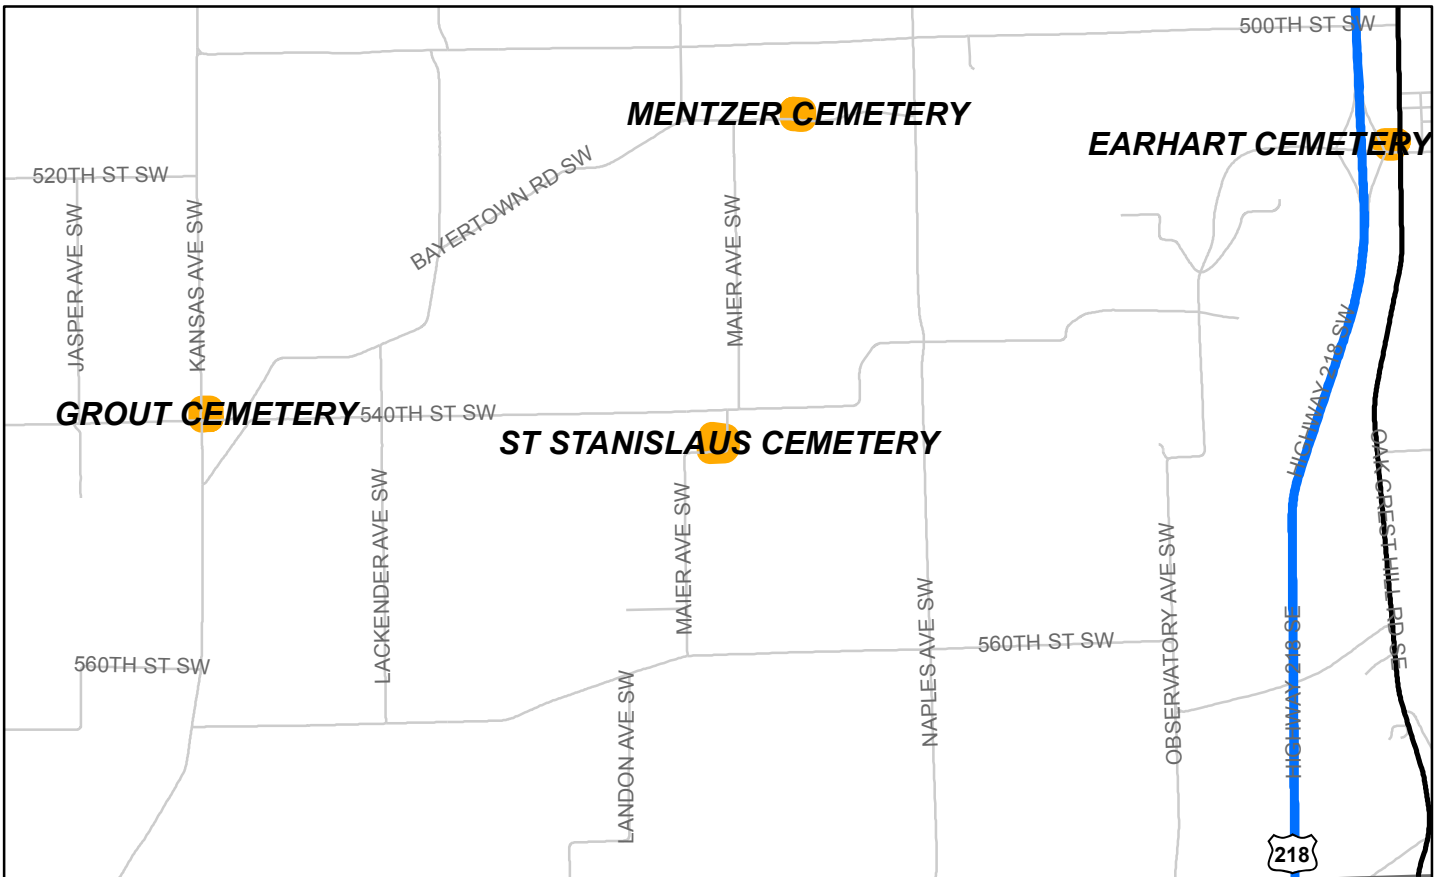 500TH ST SW
MENTZER CEMETERY
EARHART CEMETERY
520TH ST SW
BAYERTOWN RD SW
JASPER AVE SW
KANSAS AVE SW
MAIER AVE SW
HIGHWAY 218 SW
GROUT CEMETERY
540TH ST SW
ST STANISLAUS CEMETERY
OAK CREST HILL RD SE
LACKENDER AVE SW
MAIER AVE SW
NAPLES AVE SW
OBSERVATORY AVE SW
560TH ST SW
560TH ST SW
HIGHWAY 218 SE
LANDON AVE SW
218